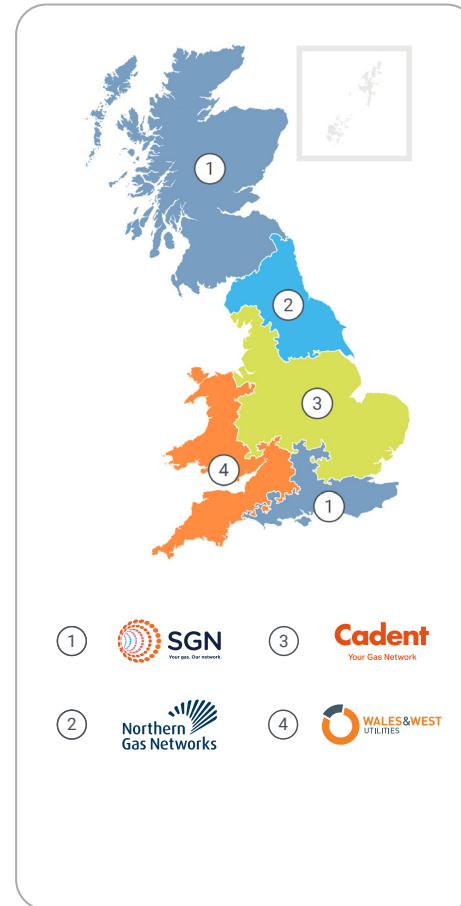 1
2
3
4
1
1
SGN
Your gas. Our network.
3
Cadent
Your Gas Network
2
Northern
Gas Networks
4
WALES&WEST
UTILITIES